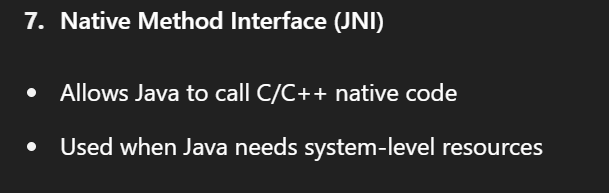 7. Native Method Interface (JNI)
• Allows Java to call C/C++ native code
• Used when Java needs system-level resources